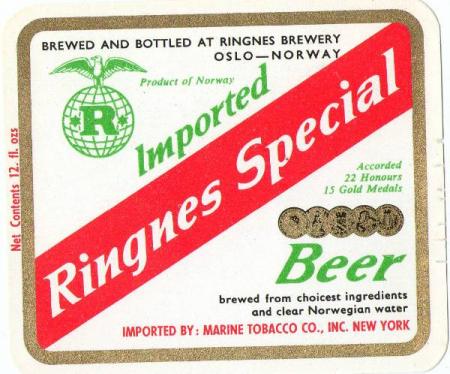 BREWED AND BOTTLED AT RINGNES BREWERY
OSLO—NORWAY
Product of Norway
R
Imported
Ringnes Special
Accorded
22 Honours
15 Gold Medals
Beer
brewed from choicest ingredients
and clear Norwegian water
IMPORTED BY: MARINE TOBACCO CO., INC. NEW YORK
Net Contents 12. fl. ozs